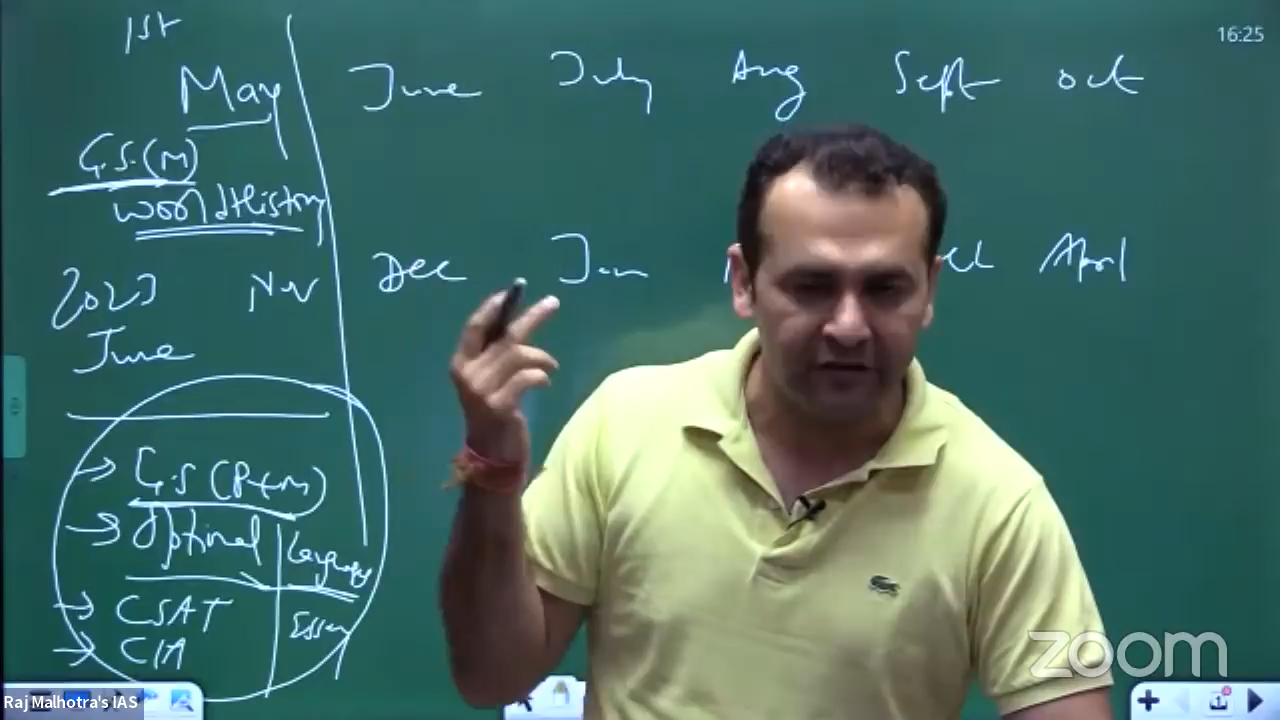 1st
16:25
May June July Aug Sept Oct
G.S.(M)
World History
2023 Nov Dec Jan April
June
→ G.S (P+M)
→ Optional Language
→ CSAT Essay
→ C/A
zoom
Raj Malhotra's IAS